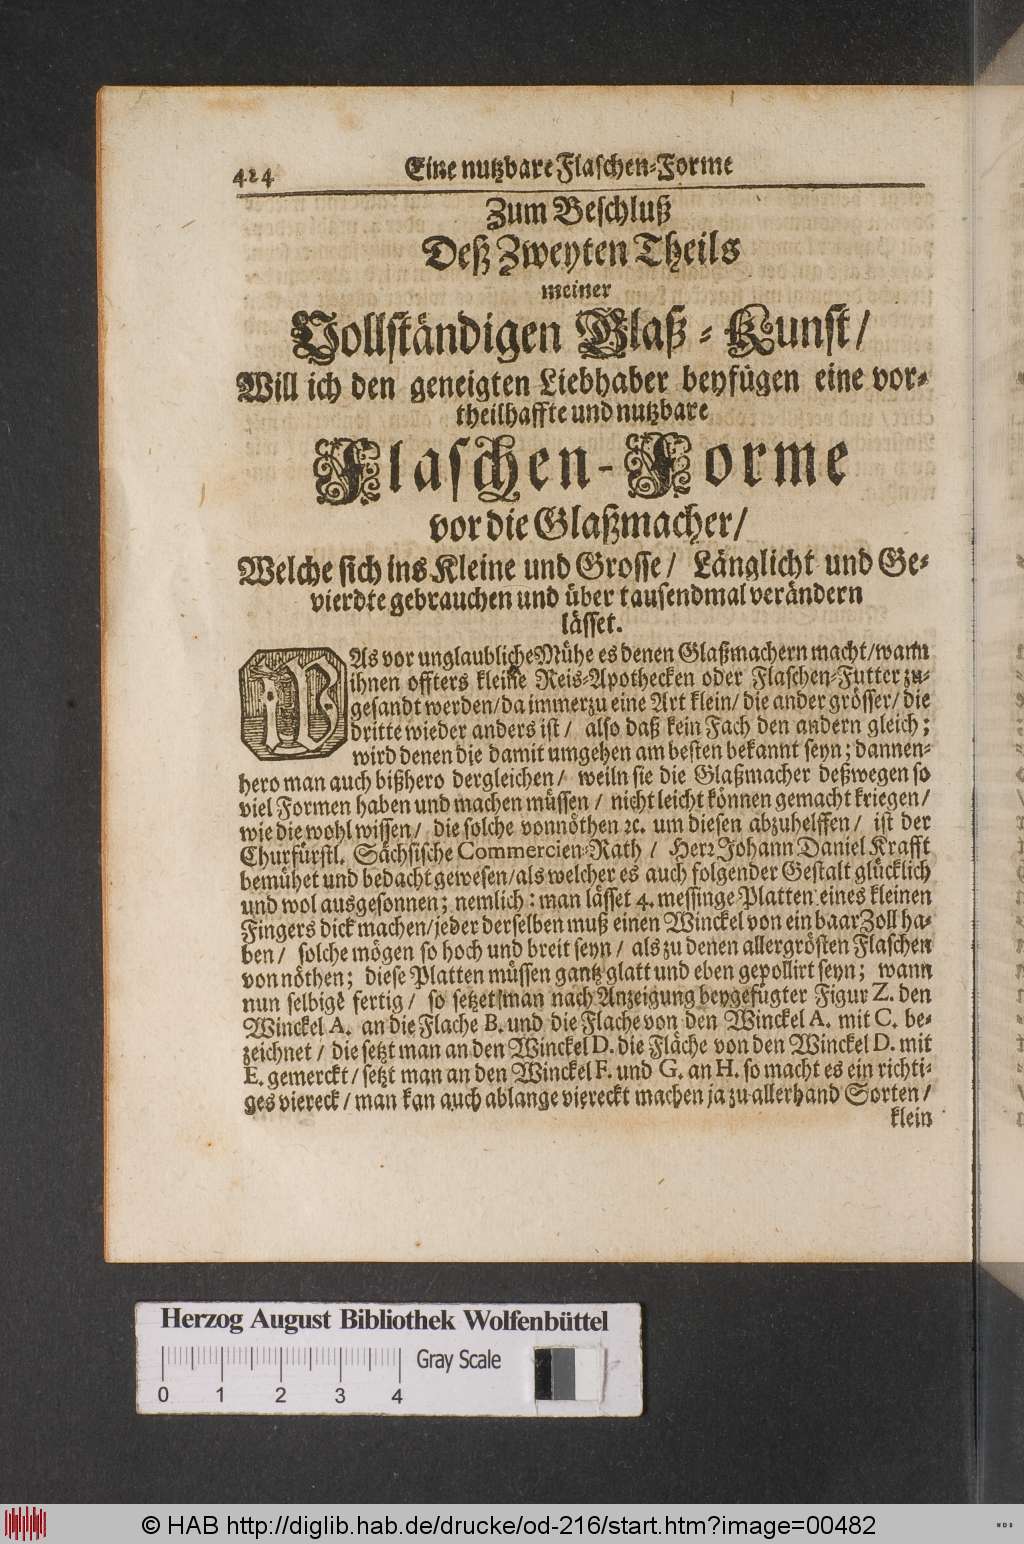 424
Eine nutzbare Flaschen-Forme
Zum Beschluß
Deß Zweyten Theils
meiner
Vollständigen Glaß-Kunst/
Will ich den geneigten Liebhaber beyfügen eine vor-
theilhaffte und nutzbare
Flaschen-Forme
vor die Glaßmacher/
Welche sich ins Kleine und Grosse/ Länglicht und Ge-
vierdte gebrauchen und über tausendmal verändern
lässet.
WAs vor unglaubliche Mühe es denen Glaßmachern macht/wann
ihnen offters kleine Reis-Apothecken oder Flaschen-Futter zu-
gesandt werden/da immerzu eine Art klein/ die ander grösser/ die
dritte wieder anders ist/ also daß kein Fach den andern gleich;
wird denen die damit umgehen am besten bekannt seyn; dannen-
hero man auch bißhero dergleichen/ weiln sie die Glaßmacher deßwegen so
viel Formen haben und machen müssen/ nicht leicht können gemacht kriegen/
wie die wohl wissen/ die solche vonnöthen ꝛc. um diesen abzuhelffen/ ist der
Churfürstl. Sächsische Commercien-Rath/ Herꝛ Johann Daniel Krafft
bemühet und bedacht gewesen/als welcher es auch folgender Gestalt glücklich
und wol ausgesonnen; nemlich: man lässet 4. messinge Platten eines kleinen
Fingers dick machen/jeder derselben muß einen Winckel von ein baar Zoll ha-
ben/ solche mögen so hoch und breit seyn/ als zu denen allergrösten Flaschen
von nöthen; diese Platten müssen gantz glatt und eben gepollirt seyn; wann
nun selbige fertig/ so setzet man nach Anzeigung beygefügter Figur Z. den
Winckel A. an die Flache B. und die Flache von den Winckel A. mit C. be-
zeichnet/ die setzt man an den Winckel D. die Fläche von den Winckel D. mit
E. gemerckt/ setzt man an den Winckel F. und G. an H. so macht es ein richti-
ges viereck/ man kan auch ablange viereckt machen ja zu allerhand Sorten/
klein
Herzog August Bibliothek Wolfenbüttel
Gray Scale
0 1 2 3 4
© HAB http://diglib.hab.de/drucke/od-216/start.htm?image=00482